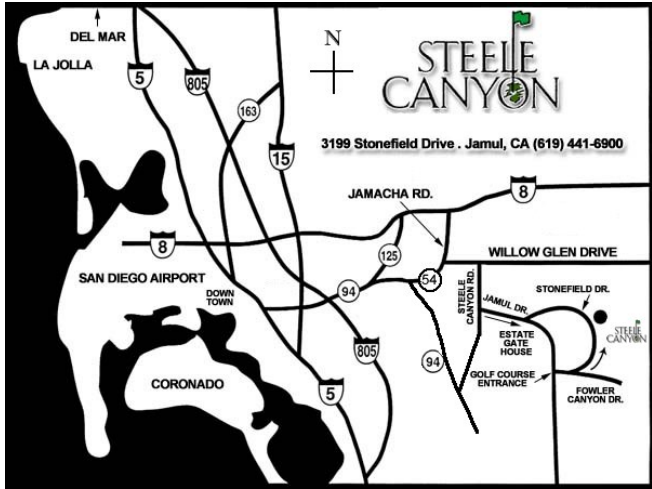 DEL MAR
LA JOLLA
N
STEELE
CANYON
3199 Stonefield Drive . Jamul, CA (619) 441-6900
5
805
163
15
JAMACHA RD.
8
8
125
WILLOW GLEN DRIVE
SAN DIEGO AIRPORT
DOWN
TOWN
94
54
STEELE
CANYON RD.
JAMUL DR.
STONEFIELD DR.
STEELE
CANYON
ESTATE
GATE
HOUSE
805
94
GOLF COURSE
ENTRANCE
CORONADO
5
FOWLER
CANYON DR.